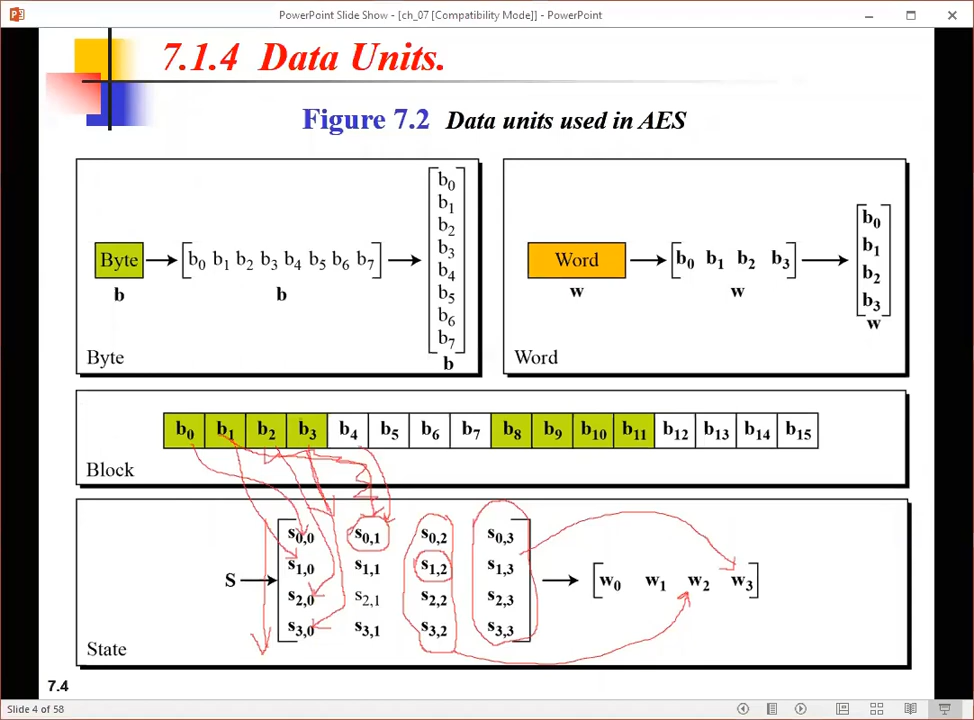 PowerPoint Slide Show - [ch_07 [Compatibility Mode]] - PowerPoint
7.1.4 Data Units.
Figure 7.2 Data units used in AES
Byte
b
b0 b1 b2 b3 b4 b5 b6 b7
b
b0
b1
b2
b3
b4
b5
b6
b7
b
Byte
Word
w
b0 b1 b2 b3
w
b0
b1
b2
b3
w
Word
b0 b1 b2 b3 b4 b5 b6 b7 b8 b9 b10 b11 b12 b13 b14 b15
Block
S
s0,0 s0,1 s0,2 s0,3
s1,0 s1,1 s1,2 s1,3
s2,0 s2,1 s2,2 s2,3
s3,0 s3,1 s3,2 s3,3
w0 w1 w2 w3
State
7.4
Slide 4 of 58